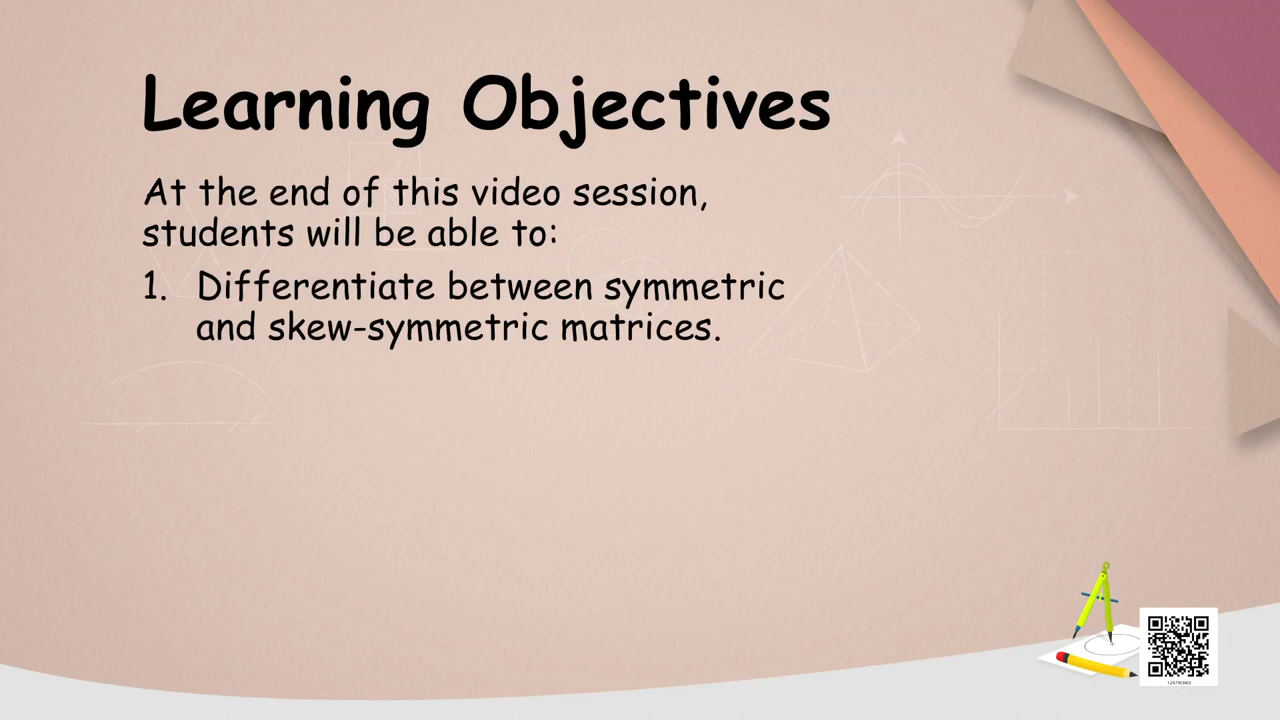 Learning Objectives
At the end of this video session,
students will be able to:
1. Differentiate between symmetric
and skew-symmetric matrices.
12079CH03